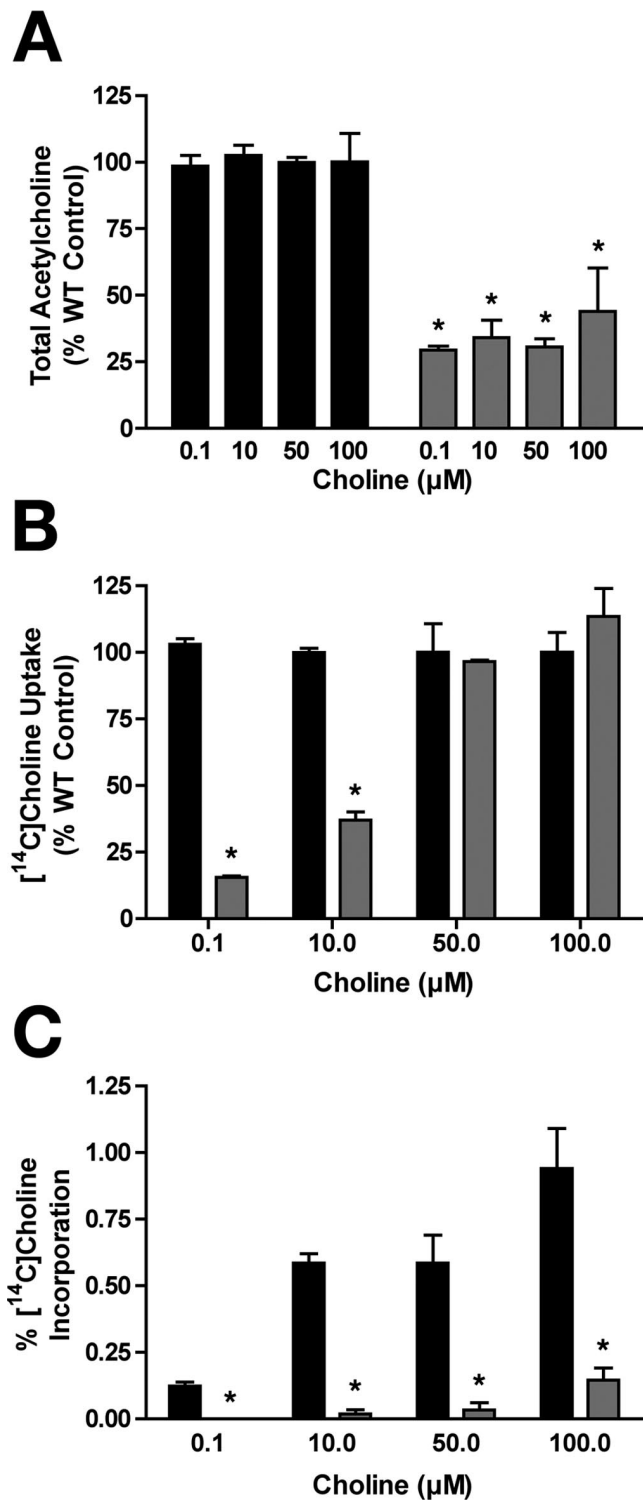 A
Total Acetylcholine
(% WT Control)
125
100
75
50
25
0
* * * *
0.1 10 50 100 0.1 10 50 100
Choline (µM)
B
[¹⁴C]Choline Uptake
(% WT Control)
125
100
75
50
25
0
* *
0.1 10.0 50.0 100.0
Choline (µM)
C
% [¹⁴C]Choline
Incorporation
1.25
1.00
0.75
0.50
0.25
0.00
* * * *
0.1 10.0 50.0 100.0
Choline (µM)